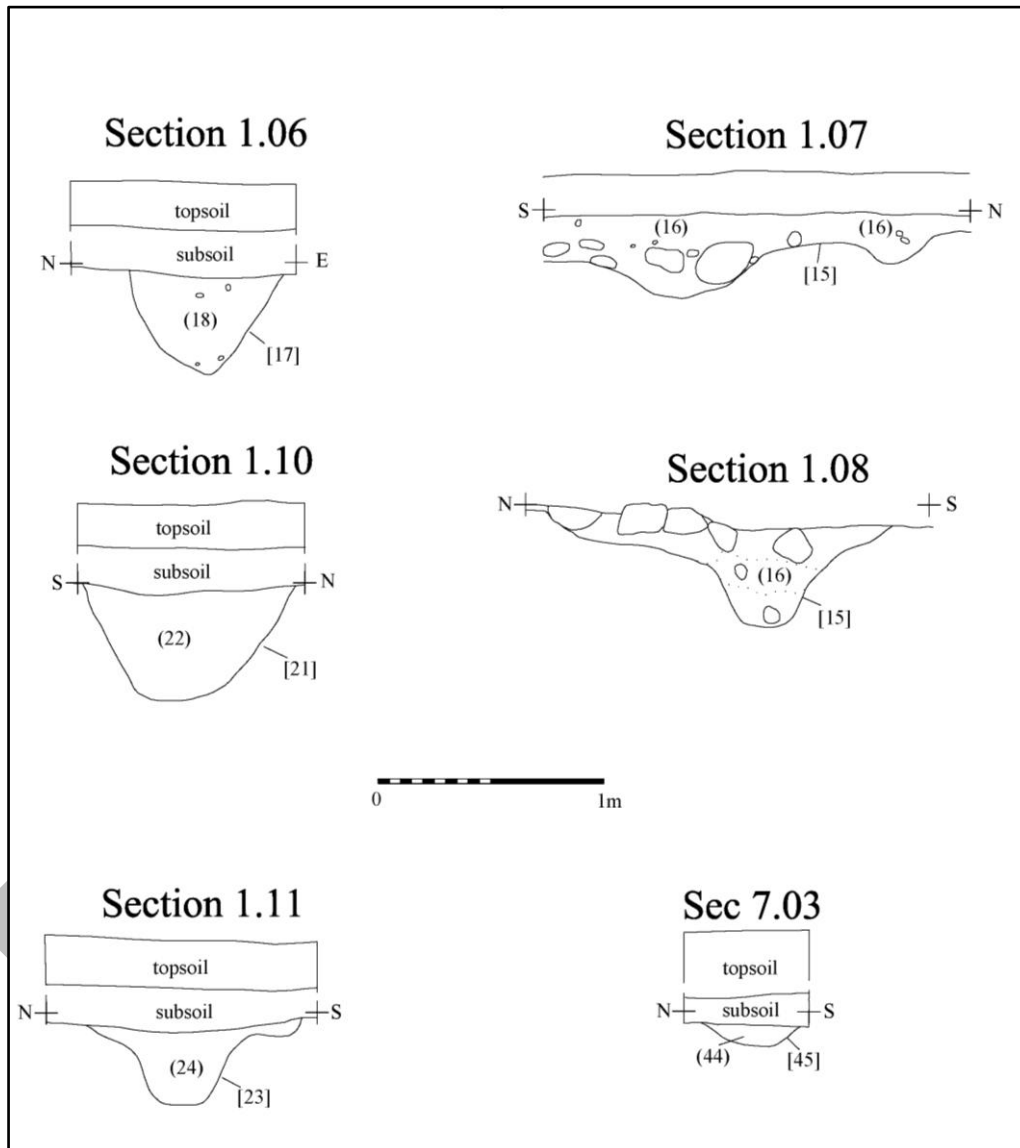 Section 1.06
topsoil
subsoil
N E
(18)
[17]
Section 1.07
S N
(16) (16)
[15]
Section 1.10
topsoil
subsoil
S N
(22)
[21]
Section 1.08
N S
(16)
[15]
0 1m
Section 1.11
topsoil
N subsoil S
(24)
[23]
Sec 7.03
topsoil
N subsoil S
(44) [45]